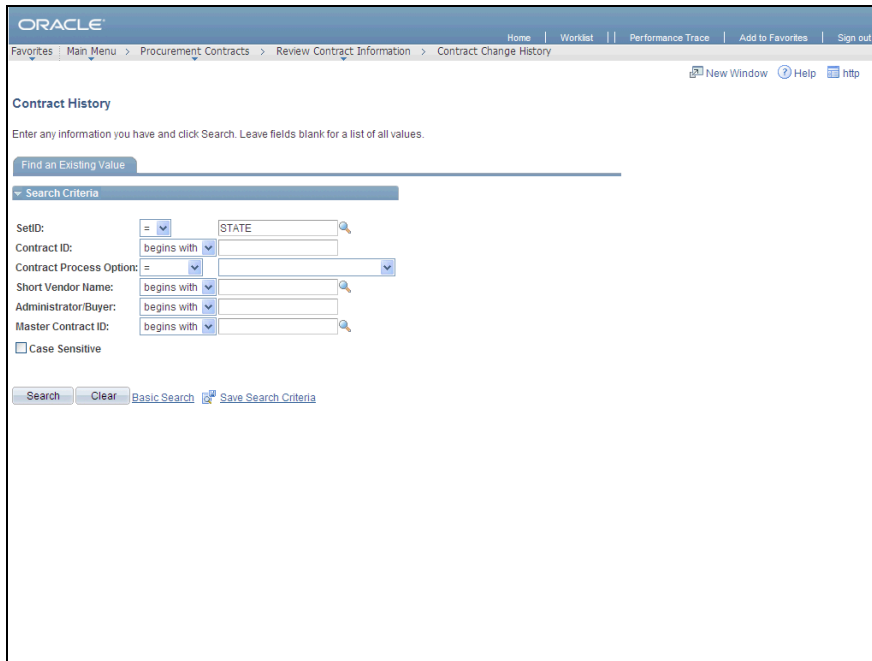 ORACLE
Home | Worklist | | Performance Trace | Add to Favorites | Sign out
Favorites | Main Menu > Procurement Contracts > Review Contract Information > Contract Change History
New Window ? Help http
Contract History
Enter any information you have and click Search. Leave fields blank for a list of all values.
Find an Existing Value
Search Criteria
SetID: = STATE
Contract ID: begins with
Contract Process Option: =
Short Vendor Name: begins with
Administrator/Buyer: begins with
Master Contract ID: begins with
Case Sensitive
Search Clear Basic Search Save Search Criteria